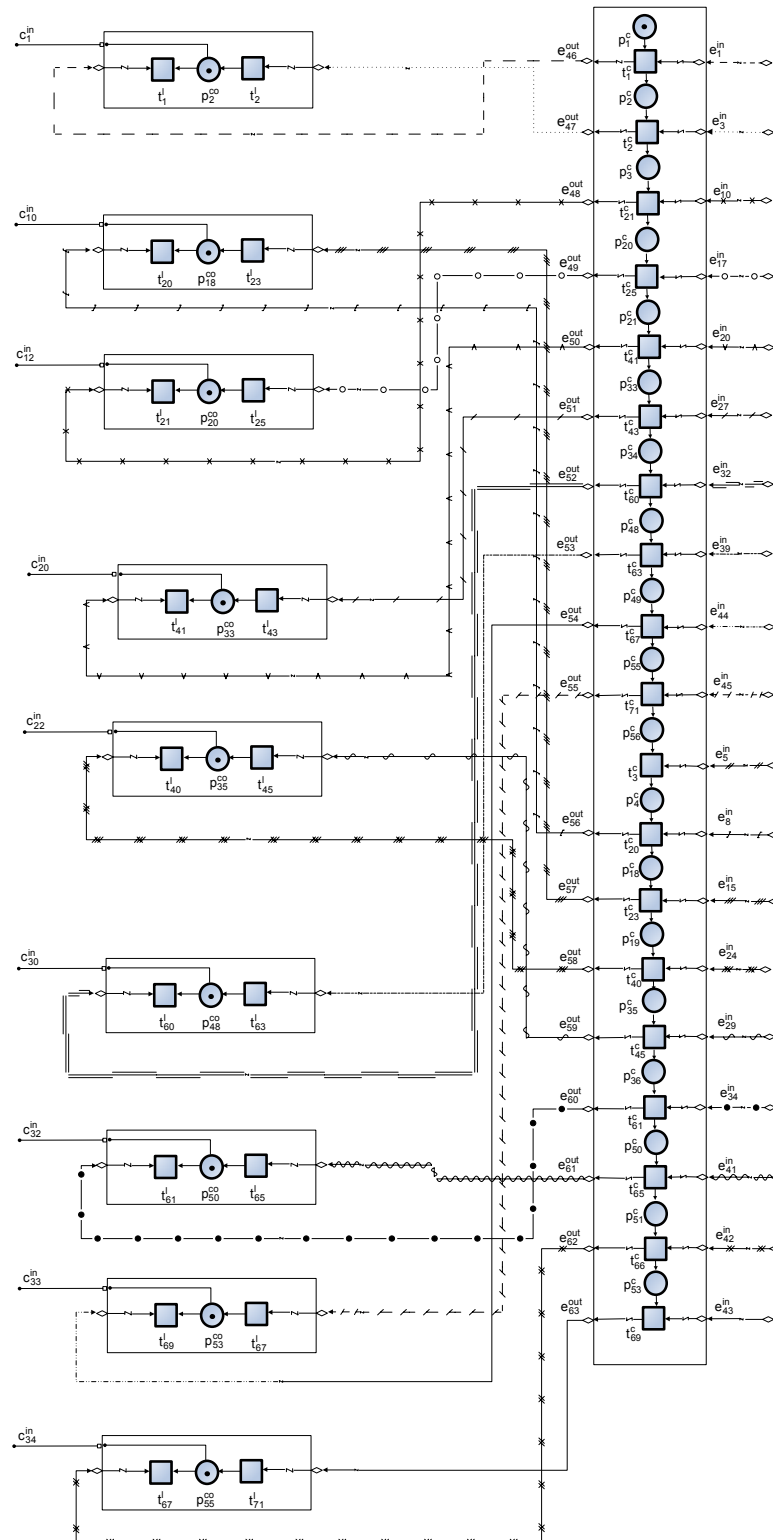 c₁ⁱⁿ
t₁ˡ p₂ᶜᵒ t₂ˡ
c₁₀ⁱⁿ
t₂₀ˡ p₁₈ᶜᵒ t₂₃ˡ
c₁₂ⁱⁿ
t₂₁ˡ p₂₀ᶜᵒ t₂₅ˡ
c₂₀ⁱⁿ
t₄₁ˡ p₃₃ᶜᵒ t₄₃ˡ
c₂₂ⁱⁿ
t₄₀ˡ p₃₅ᶜᵒ t₄₅ˡ
c₃₀ⁱⁿ
t₆₀ˡ p₄₈ᶜᵒ t₆₃ˡ
c₃₂ⁱⁿ
t₆₁ˡ p₅₀ᶜᵒ t₆₅ˡ
c₃₃ⁱⁿ
t₆₉ˡ p₅₃ᶜᵒ t₆₇ˡ
c₃₄ⁱⁿ
t₆₇ˡ p₅₅ᶜᵒ t₇₁ˡ
p₁ᶜ
e₄₆ᵒᵘᵗ t₁ᶜ e₁ⁱⁿ
p₂ᶜ
e₄₇ᵒᵘᵗ t₂ᶜ e₃ⁱⁿ
p₃ᶜ
e₄₈ᵒᵘᵗ t₂₁ᶜ e₁₀ⁱⁿ
p₂₀ᶜ
e₄₉ᵒᵘᵗ t₂₅ᶜ e₁₇ⁱⁿ
p₂₁ᶜ
e₅₀ᵒᵘᵗ t₄₁ᶜ e₂₀ⁱⁿ
p₃₃ᶜ
e₅₁ᵒᵘᵗ t₄₃ᶜ e₂₇ⁱⁿ
p₃₄ᶜ
e₅₂ᵒᵘᵗ t₆₀ᶜ e₃₂ⁱⁿ
p₄₈ᶜ
e₅₃ᵒᵘᵗ t₆₃ᶜ e₃₉ⁱⁿ
p₄₉ᶜ
e₅₄ᵒᵘᵗ t₆₇ᶜ e₄₄ⁱⁿ
p₅₅ᶜ
e₅₅ᵒᵘᵗ t₇₁ᶜ e₄₅ⁱⁿ
p₅₆ᶜ
t₃ᶜ e₅ⁱⁿ
p₄ᶜ
e₅₆ᵒᵘᵗ t₂₀ᶜ e₈ⁱⁿ
p₁₈ᶜ
e₅₇ᵒᵘᵗ t₂₃ᶜ e₁₅ⁱⁿ
p₁₉ᶜ
e₅₈ᵒᵘᵗ t₄₀ᶜ e₂₄ⁱⁿ
p₃₅ᶜ
e₅₉ᵒᵘᵗ t₄₅ᶜ e₂₉ⁱⁿ
p₃₆ᶜ
e₆₀ᵒᵘᵗ t₆₁ᶜ e₃₄ⁱⁿ
p₅₀ᶜ
e₆₁ᵒᵘᵗ t₆₅ᶜ e₄₁ⁱⁿ
p₅₁ᶜ
e₆₂ᵒᵘᵗ t₆₆ᶜ e₄₂ⁱⁿ
p₅₃ᶜ
e₆₃ᵒᵘᵗ t₆₉ᶜ e₄₃ⁱⁿ